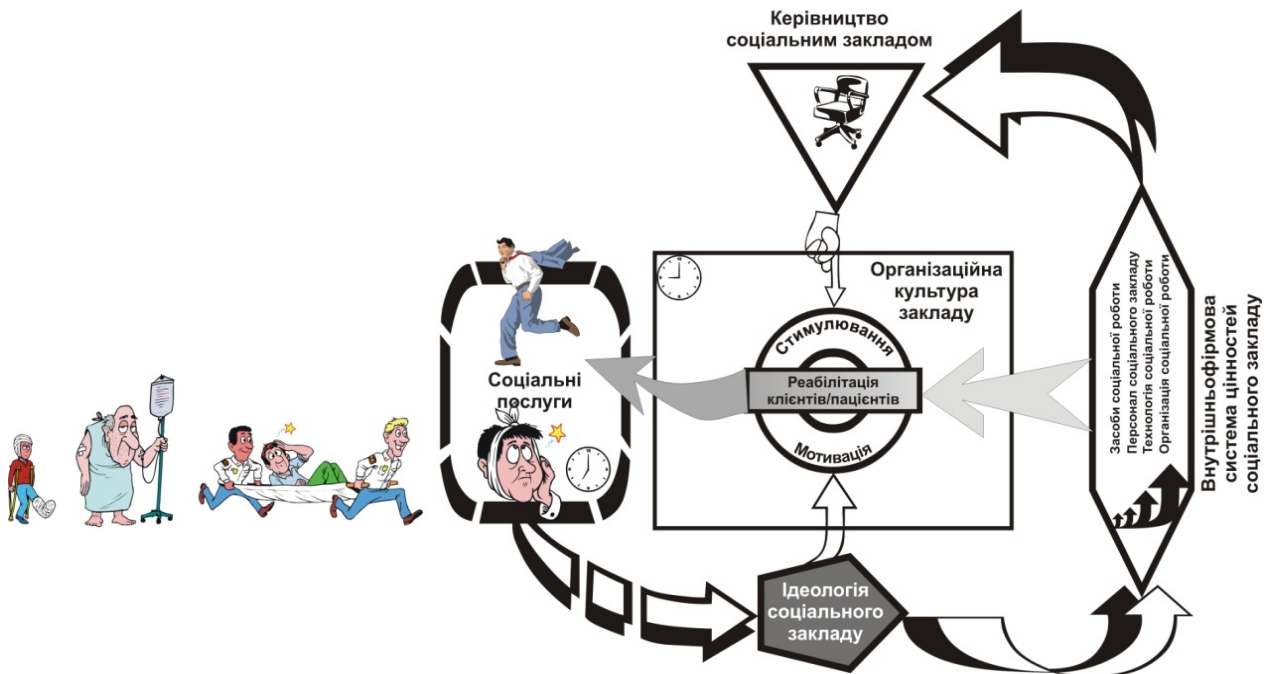 Керівництво
соціальним закладом
Організаційна
культура
закладу
Стимулювання
Реабілітація
клієнтів/пацієнтів
Мотивація
Соціальні
послуги
Ідеологія
соціального
закладу
Засоби соціальної роботи
Персонал соціального закладу
Технологія соціальної роботи
Організація соціальної роботи
Внутрішньофірмова
система цінностей
соціального закладу